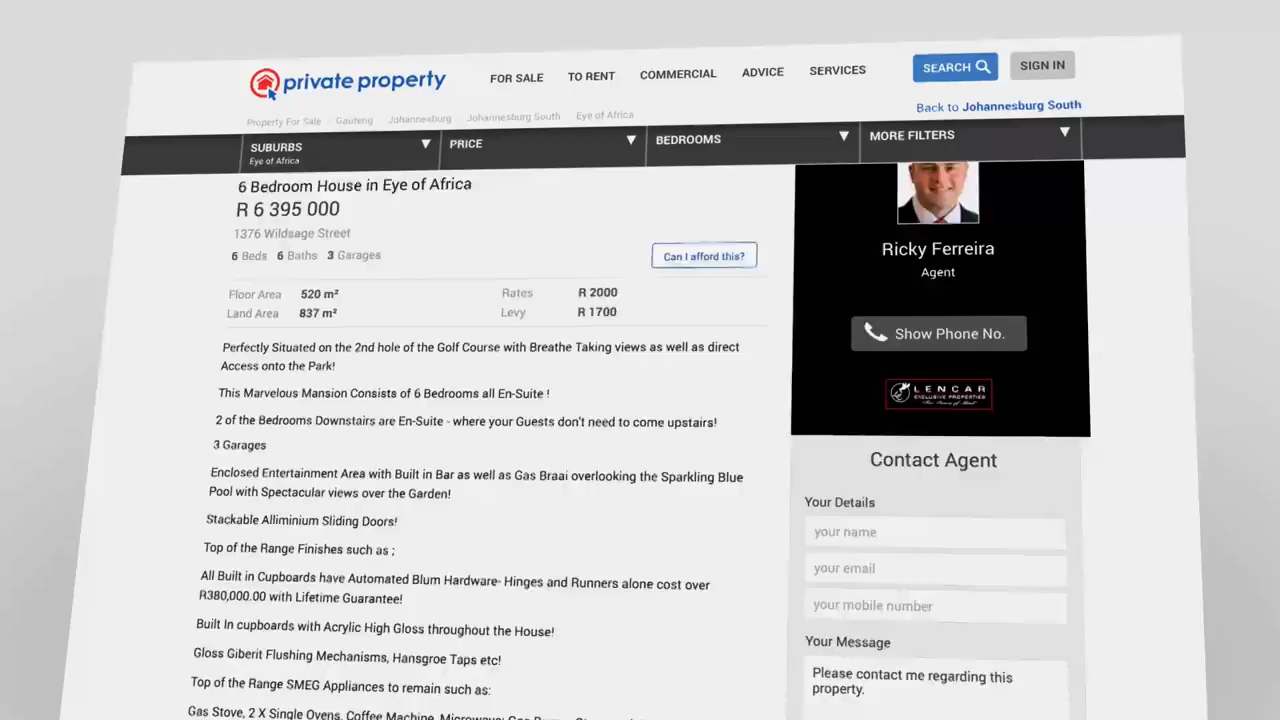 private property
FOR SALE
TO RENT
COMMERCIAL
ADVICE
SERVICES
SEARCH
SIGN IN
Back to Johannesburg South
Property For Sale Gauteng Johannesburg Johannesburg South Eye of Africa
SUBURBS
Eye of Africa
PRICE
BEDROOMS
MORE FILTERS
6 Bedroom House in Eye of Africa
R 6 395 000
1376 Wildsage Street
6 Beds 6 Baths 3 Garages
Can I afford this?
Floor Area 520 m²
Rates R 2000
Land Area 837 m²
Levy R 1700
Perfectly Situated on the 2nd hole of the Golf Course with Breathe Taking views as well as direct
Access onto the Park!
This Marvelous Mansion Consists of 6 Bedrooms all En-Suite !
2 of the Bedrooms Downstairs are En-Suite - where your Guests don't need to come upstairs!
3 Garages
Enclosed Entertainment Area with Built in Bar as well as Gas Braai overlooking the Sparkling Blue
Pool with Spectacular views over the Garden!
Stackable Alliminium Sliding Doors!
Top of the Range Finishes such as ;
All Built in Cupboards have Automated Blum Hardware- Hinges and Runners alone cost over
R380,000.00 with Lifetime Guarantee!
Built In cupboards with Acrylic High Gloss throughout the House!
Gloss Giberit Flushing Mechanisms, Hansgroe Taps etc!
Top of the Range SMEG Appliances to remain such as:
Gas Stove, 2 X Single Ovens, Coffee Machine, Microwave;
Ricky Ferreira
Agent
Show Phone No.
LENCAR
EXCLUSIVE PROPERTIES
Contact Agent
Your Details
your name
your email
your mobile number
Your Message
Please contact me regarding this
property.